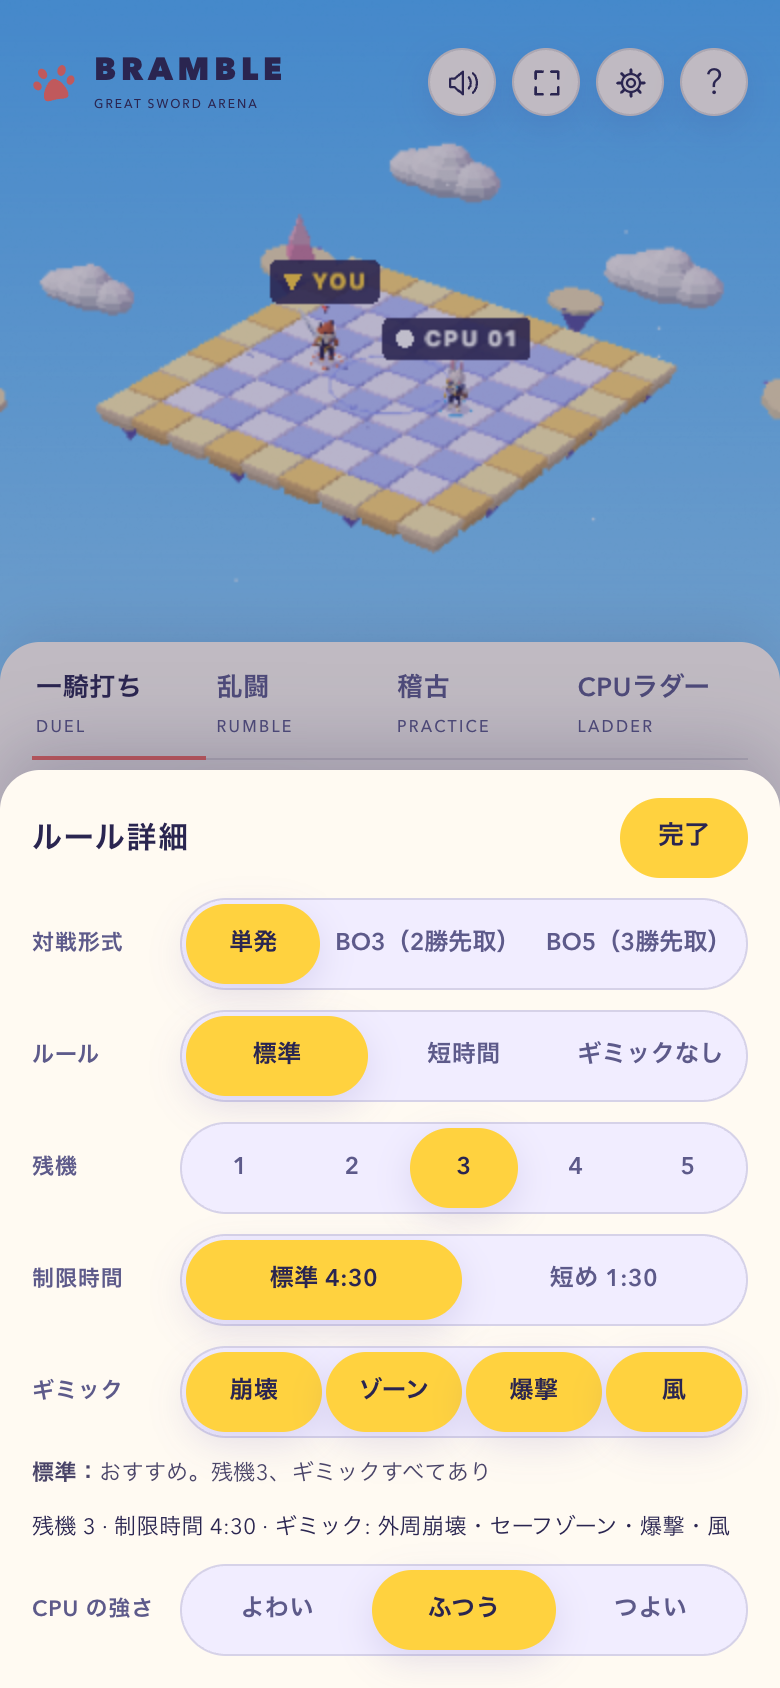 BRAMBLE
GREAT SWORD ARENA
?
YOU
CPU 01
一騎打ち 乱闘 稽古 CPUラダー
DUEL RUMBLE PRACTICE LADDER
ルール詳細 完了
対戦形式 単発 BO3（2勝先取） BO5（3勝先取）
ルール 標準 短時間 ギミックなし
残機 1 2 3 4 5
制限時間 標準 4:30 短め 1:30
ギミック 崩壊 ゾーン 爆撃 風
標準：おすすめ。残機3、ギミックすべてあり
残機 3 · 制限時間 4:30 · ギミック: 外周崩壊・セーフゾーン・爆撃・風
CPU の強さ よわい ふつう つよい